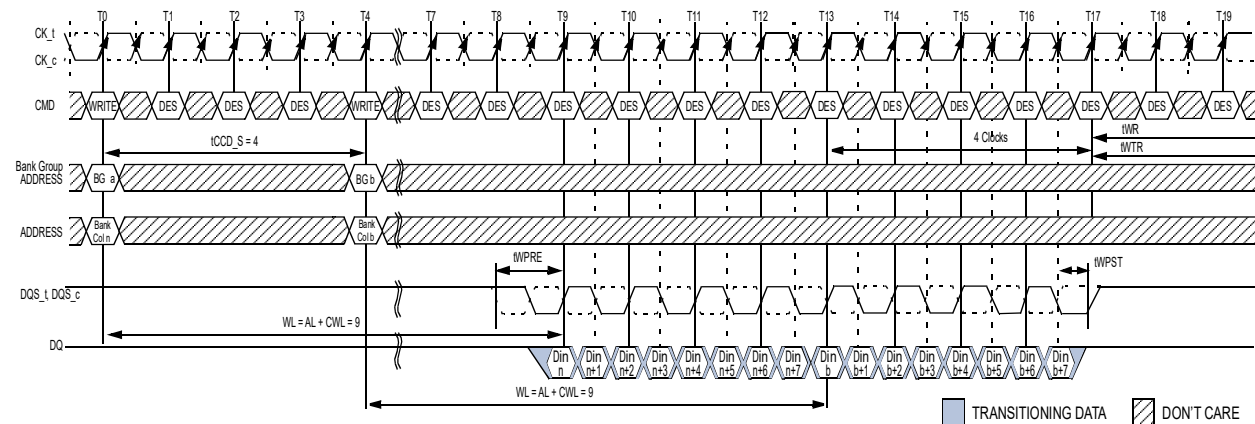 T0 T1 T2 T3 T4 T7 T8 T9 T10 T11 T12 T13 T14 T15 T16 T17 T18 T19
CK_t
CK_c
CMD WRITE DES DES DES WRITE DES DES DES DES DES DES DES DES DES DES DES DES DES
tCCD_S = 4
4 Clocks
tWR
tWTR
Bank Group
ADDRESS
BG a
BG b
ADDRESS
Bank
Col n
Bank
Col b
tWPRE
tWPST
DQS_t, DQS_c
WL = AL + CWL = 9
DQ
Din Din Din Din Din Din Din Din Din Din Din Din Din Din Din Din
n n+1 n+2 n+3 n+4 n+5 n+6 n+7 b b+1 b+2 b+3 b+4 b+5 b+6 b+7
WL = AL + CWL = 9
TRANSITIONING DATA
DON'T CARE